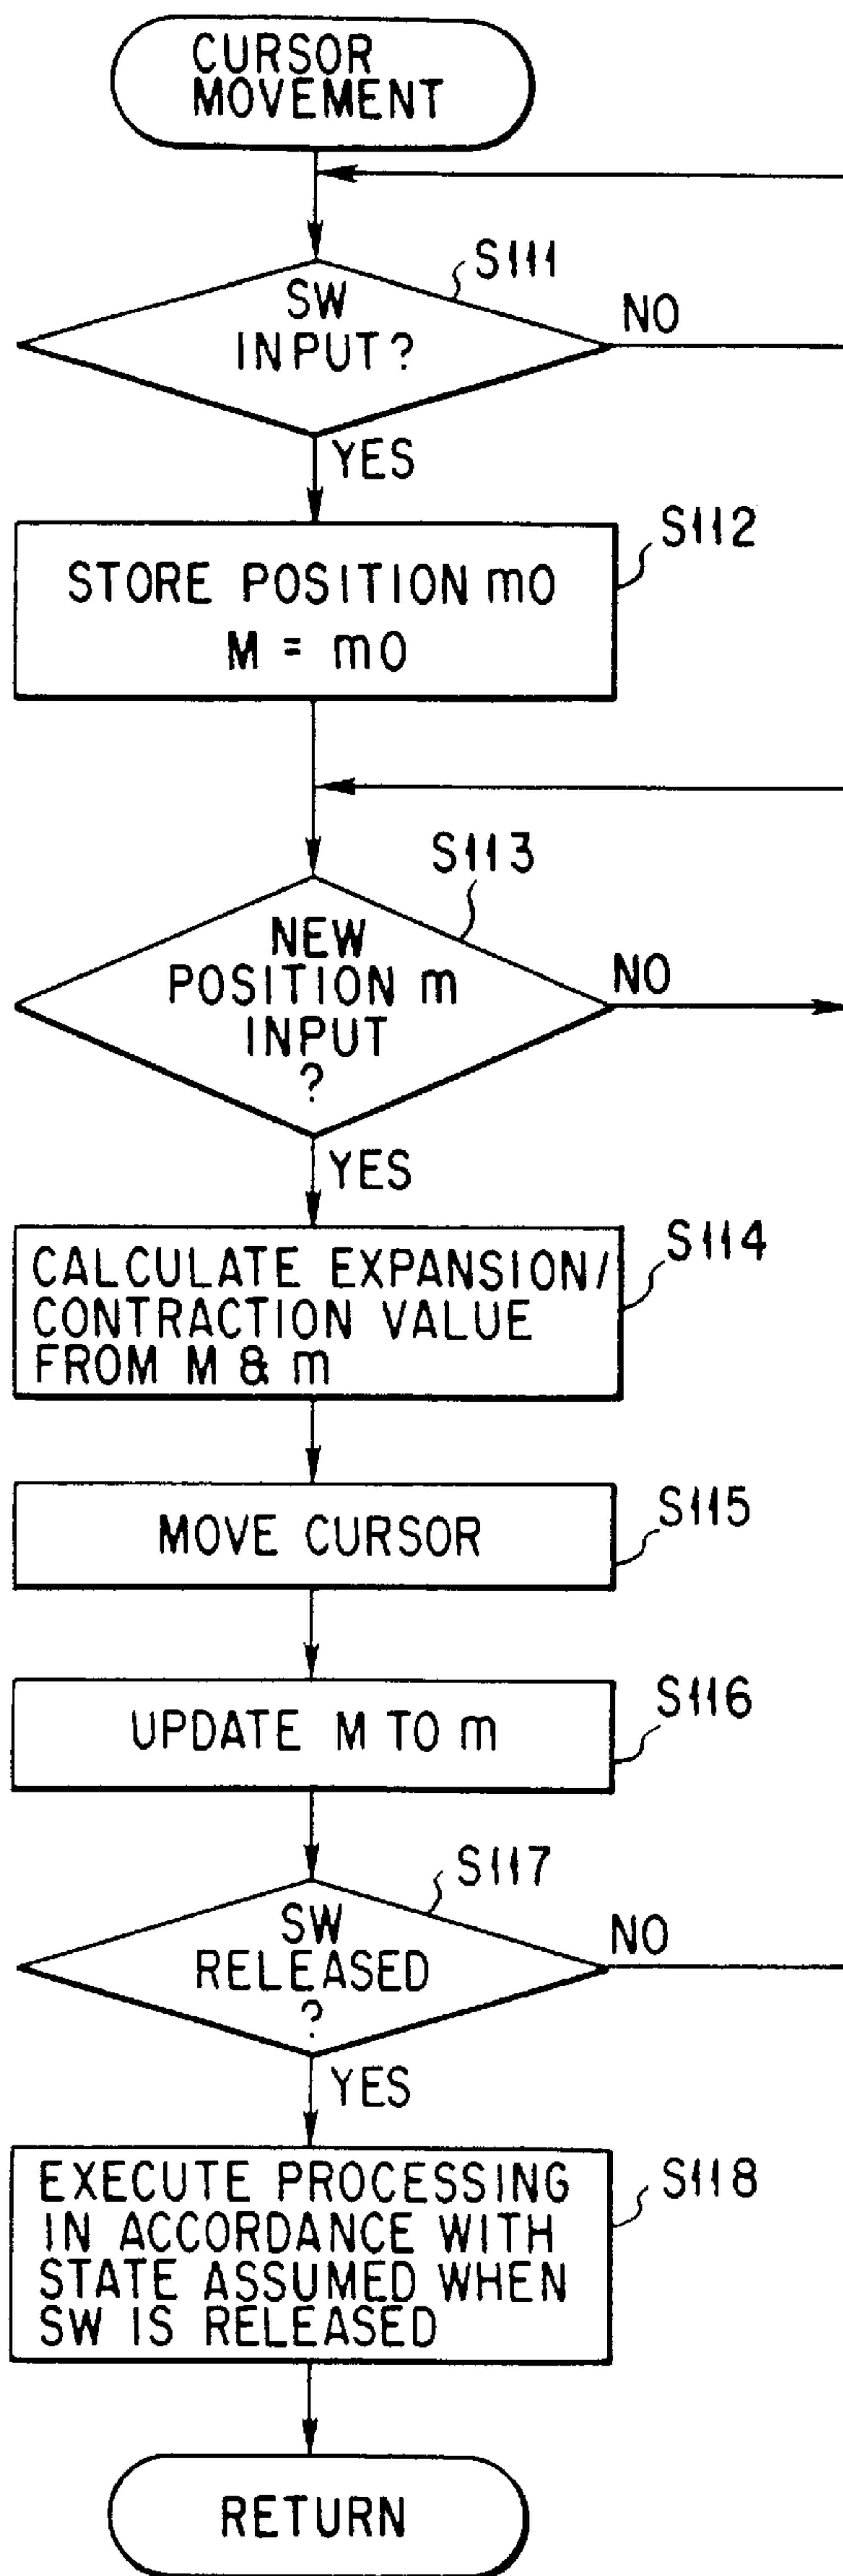 CURSOR
MOVEMENT
S111
SW
INPUT?
NO
YES
S112
STORE POSITION m0
M = m0
S113
NEW
POSITION m
INPUT
?
NO
YES
S114
CALCULATE EXPANSION/
CONTRACTION VALUE
FROM M & m
S115
MOVE CURSOR
S116
UPDATE M TO m
S117
SW
RELEASED
?
NO
YES
S118
EXECUTE PROCESSING
IN ACCORDANCE WITH
STATE ASSUMED WHEN
SW IS RELEASED
RETURN